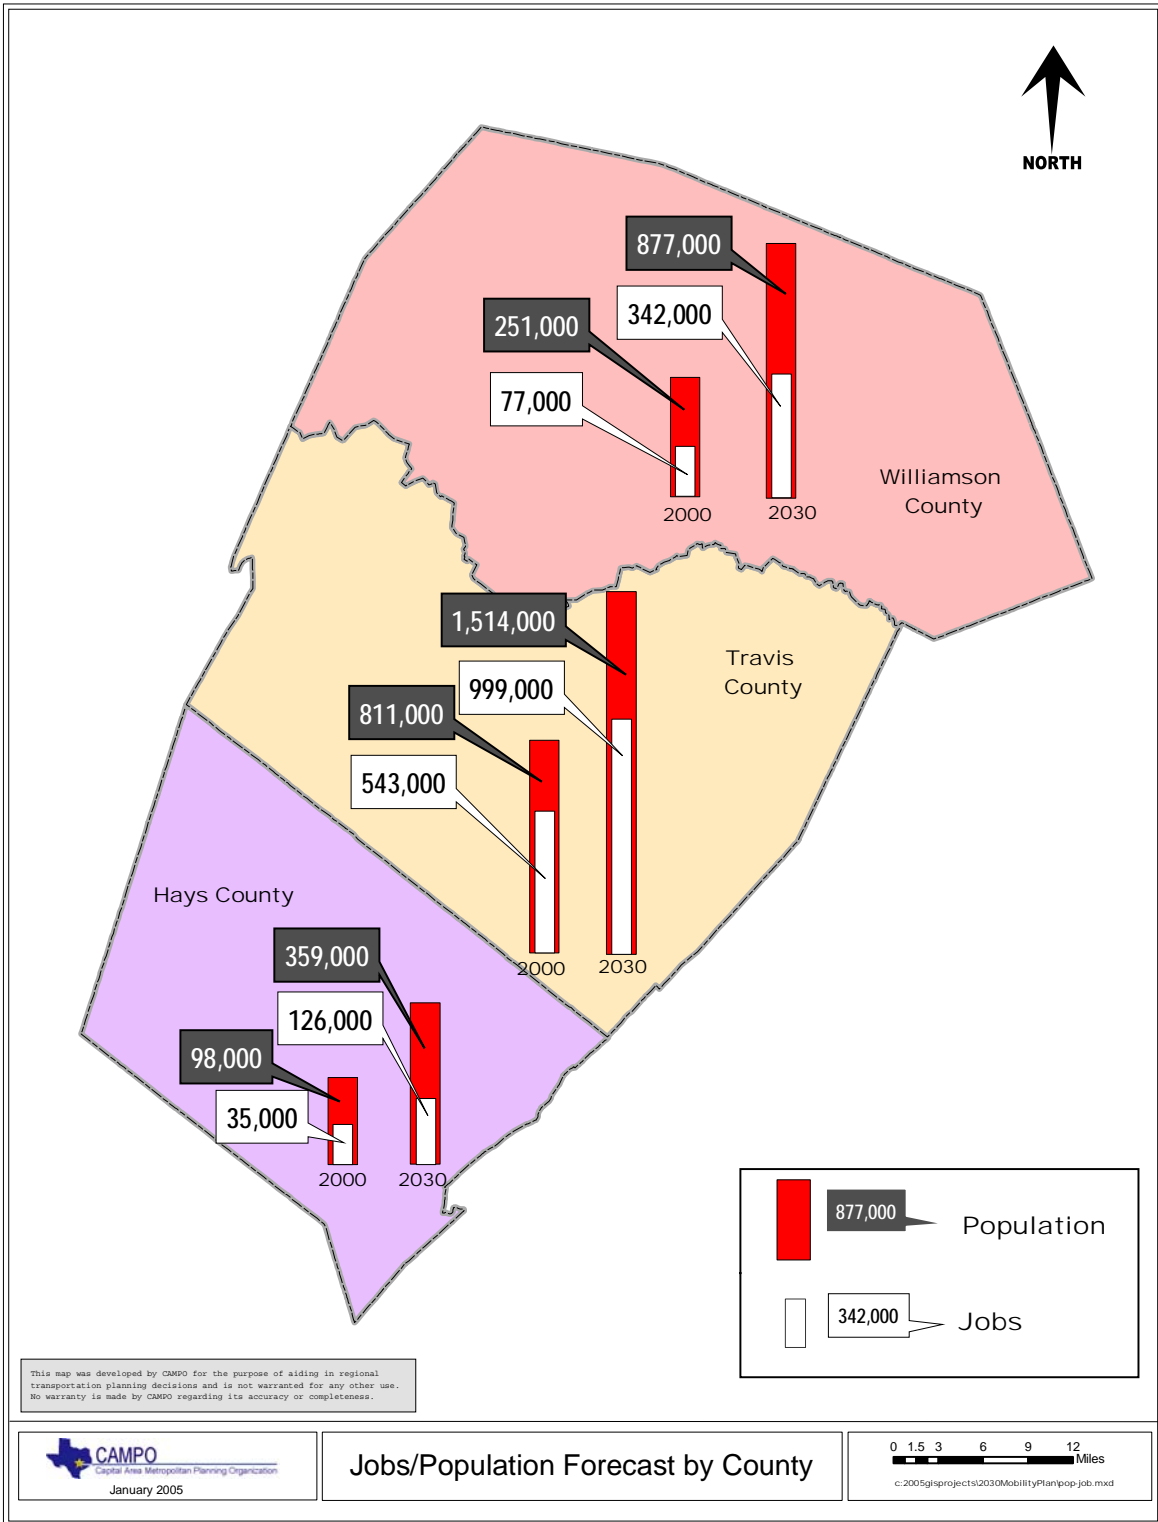 NORTH
877,000
342,000
251,000
77,000
Williamson
County
2000
2030
1,514,000
999,000
Travis
County
811,000
543,000
2000
2030
Hays County
359,000
126,000
98,000
35,000
2000
2030
877,000
Population
342,000
Jobs
This map was developed by CAMPO for the purpose of aiding in regional
transportation planning decisions and is not warranted for any other use.
No warranty is made by CAMPO regarding its accuracy or completeness.
CAMPO
Capital Area Metropolitan Planning Organization
January 2005
Jobs/Population Forecast by County
0 1.5 3 6 9 12
Miles
c:2005gisprojects\2030MobilityPlan\pop-job.mxd